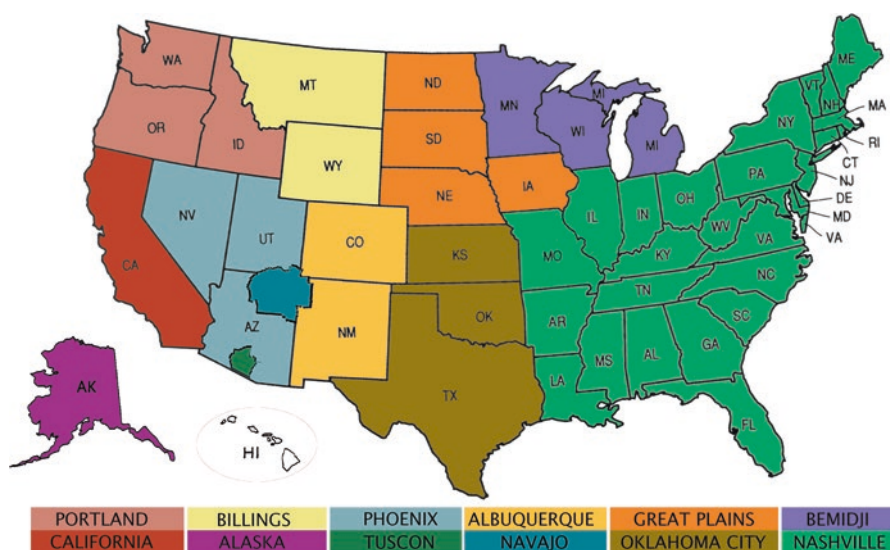 WA
ME
MT
ND
VT
MN
MI
NH
MA
OR
ID
SD
WI
NY
MI
RI
WY
CT
PA
NJ
IA
NE
OH
DE
NV
IL
IN
MD
UT
WV
CO
VA
VA
CA
KS
MO
KY
NC
TN
AZ
OK
NM
AR
SC
MS
AL
GA
AK
TX
LA
FL
HI
PORTLAND BILLINGS PHOENIX ALBUQUERQUE GREAT PLAINS BEMIDJI
CALIFORNIA ALASKA TUSCON NAVAJO OKLAHOMA CITY NASHVILLE